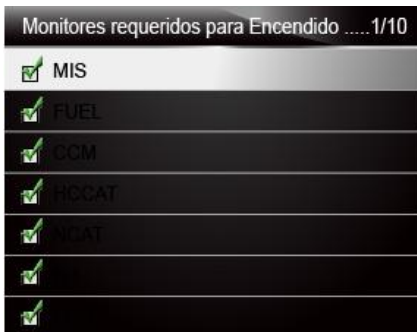 Monitores requeridos para Encendido .....1/10
MIS
FUEL
CCM
HCCAT
NCAT